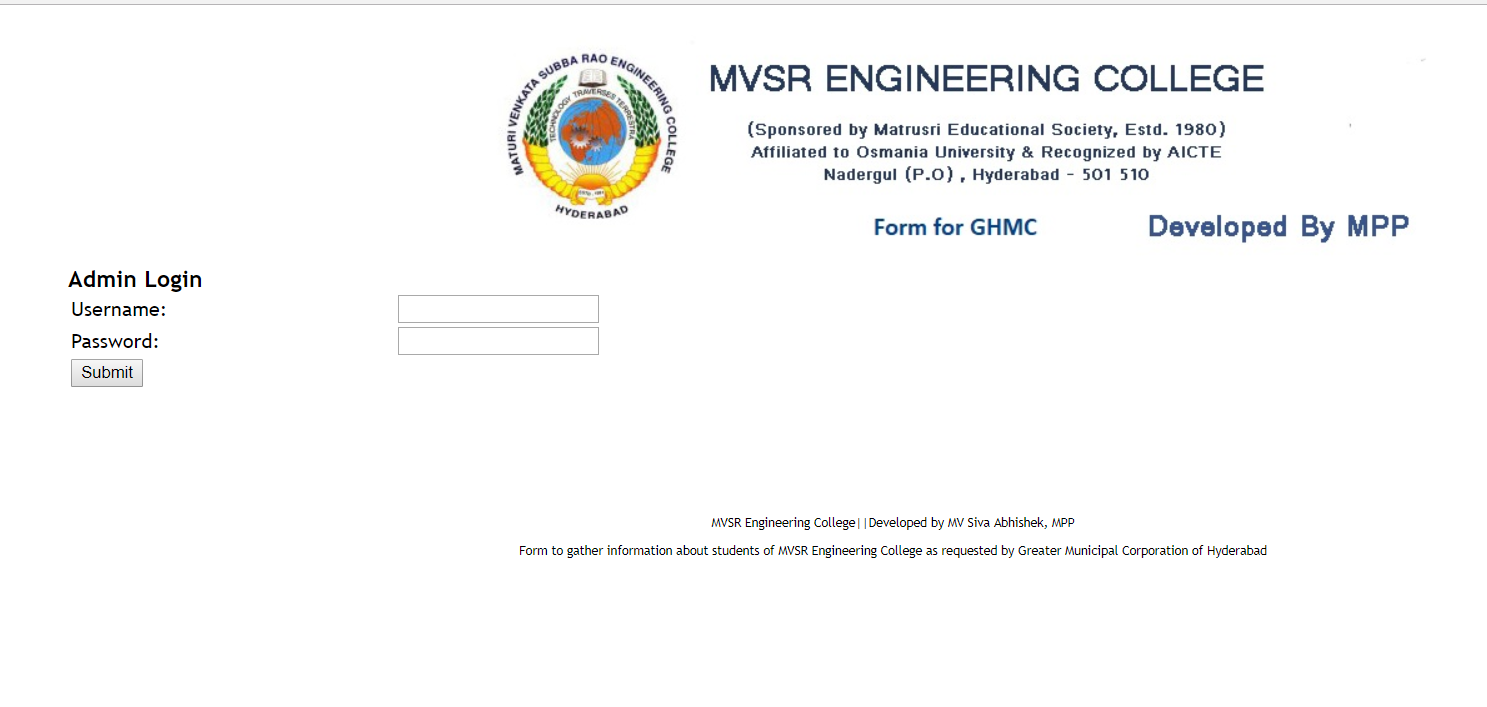 MATURI VENKATA SUBBA RAO ENGINEERING COLLEGE
TECHNOLOGY TRAVERSES TERRESTRIA
HYDERABAD
MVSR ENGINEERING COLLEGE
(Sponsored by Matrusri Educational Society, Estd. 1980)
Affiliated to Osmania University & Recognized by AICTE
Nadergul (P.O) , Hyderabad - 501 510
Form for GHMC
Developed By MPP
Admin Login
Username:
Password:
Submit
MVSR Engineering College||Developed by MV Siva Abhishek, MPP
Form to gather information about students of MVSR Engineering College as requested by Greater Municipal Corporation of Hyderabad